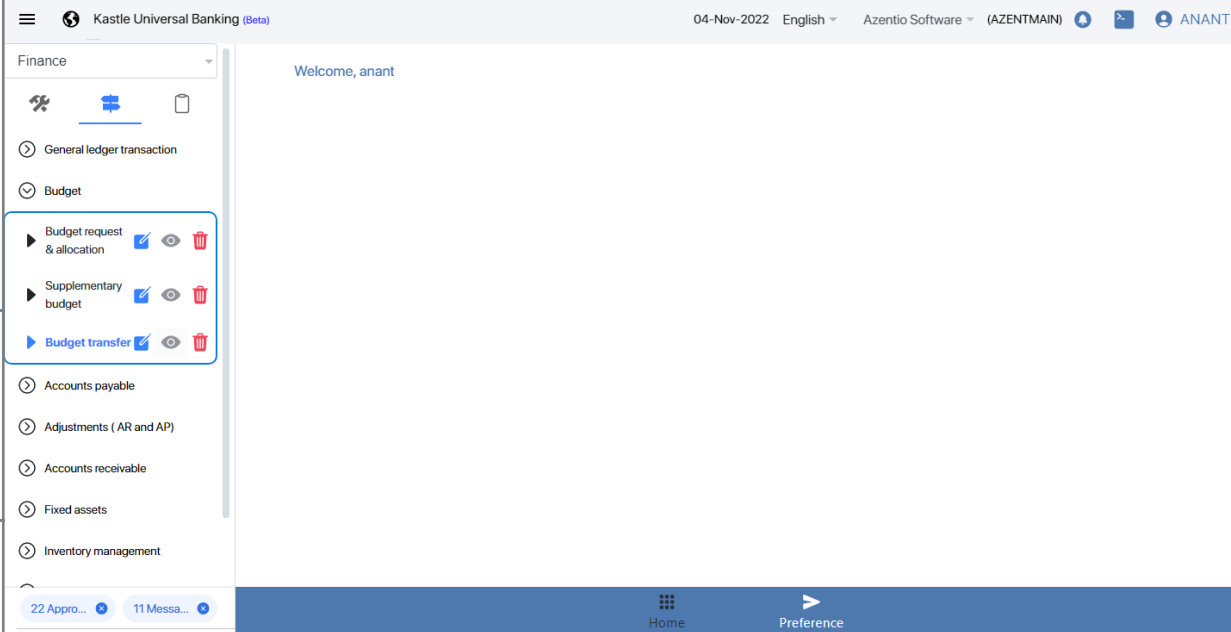 Kastle Universal Banking (Beta)
04-Nov-2022 English Azentio Software (AZENTMAIN) ANANT
Finance
Welcome, anant
General ledger transaction
Budget
Budget request
& allocation
Supplementary
budget
Budget transfer
Accounts payable
Adjustments ( AR and AP)
Accounts receivable
Fixed assets
Inventory management
22 Appro...
11 Messa...
Home
Preference